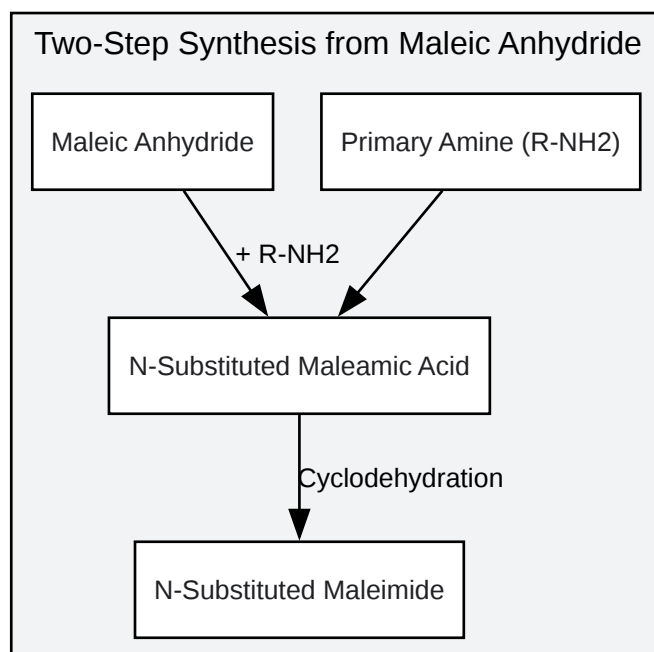 Two-Step Synthesis from Maleic Anhydride
Maleic Anhydride
Primary Amine (R-NH2)
+ R-NH2
N-Substituted Maleamic Acid
Cyclodehydration
N-Substituted Maleimide